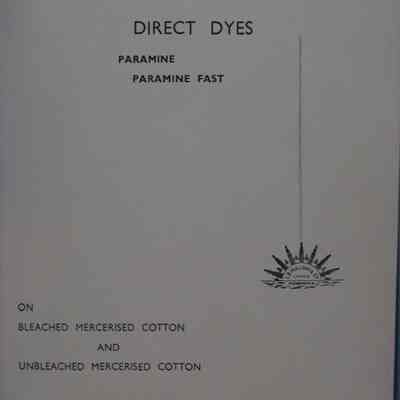 DIRECT DYES
PARAMINE
PARAMINE FAST
ON
BLEACHED MERCERISED COTTON
AND
UNBLEACHED MERCERISED COTTON